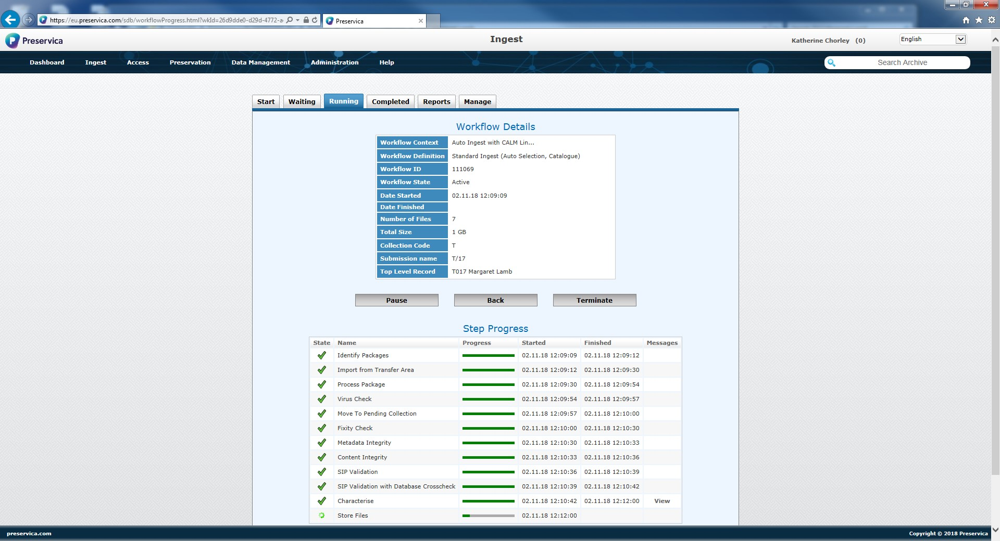 https://eu.preservica.com/sdb/workflowProgress.html?wkId=26d9dde0-d29d-4772-a
Preservica
Preservica
Ingest
Katherine Chorley (0)
English
Dashboard Ingest Access Preservation Data Management Administration Help
Search Archive
Start Waiting Running Completed Reports Manage
Workflow Details
Workflow Context Auto Ingest with CALM Lin...
Workflow Definition Standard Ingest (Auto Selection, Catalogue)
Workflow ID 111069
Workflow State Active
Date Started 02.11.18 12:09:09
Date Finished
Number of Files 7
Total Size 1 GB
Collection Code T
Submission name T/17
Top Level Record T017 Margaret Lamb
Pause Back Terminate
Step Progress
State Name Progress Started Finished Messages
Identify Packages 02.11.18 12:09:09 02.11.18 12:09:12
Import from Transfer Area 02.11.18 12:09:12 02.11.18 12:09:30
Process Package 02.11.18 12:09:30 02.11.18 12:09:54
Virus Check 02.11.18 12:09:54 02.11.18 12:09:57
Move To Pending Collection 02.11.18 12:09:57 02.11.18 12:10:00
Fixity Check 02.11.18 12:10:00 02.11.18 12:10:30
Metadata Integrity 02.11.18 12:10:30 02.11.18 12:10:33
Content Integrity 02.11.18 12:10:33 02.11.18 12:10:36
SIP Validation 02.11.18 12:10:36 02.11.18 12:10:39
SIP Validation with Database Crosscheck 02.11.18 12:10:39 02.11.18 12:10:42
Characterise 02.11.18 12:10:42 02.11.18 12:12:00 View
Store Files 02.11.18 12:12:00
preservica.com
Copyright © 2018 Preservica